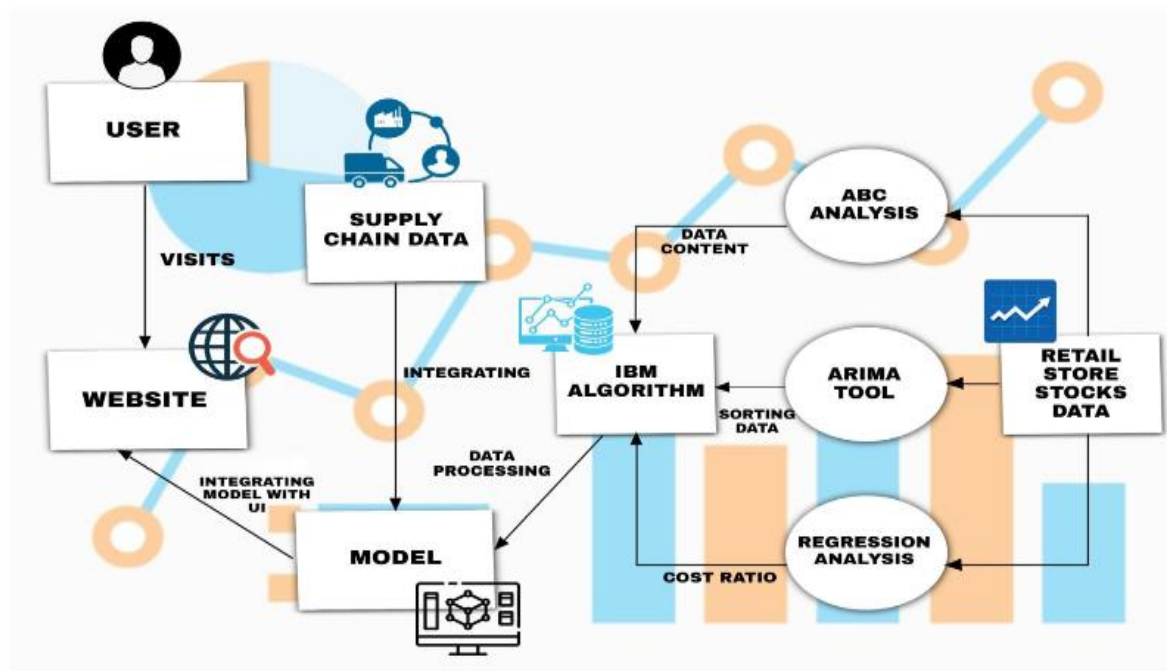 USER
SUPPLY
CHAIN DATA
VISITS
ABC
ANALYSIS
DATA
CONTENT
WEBSITE
INTEGRATING
IBM
ALGORITHM
ARIMA
TOOL
RETAIL
STORE
STOCKS
DATA
SORTING
DATA
DATA
PROCESSING
INTEGRATING
MODEL WITH
UI
MODEL
REGRESSION
ANALYSIS
COST RATIO